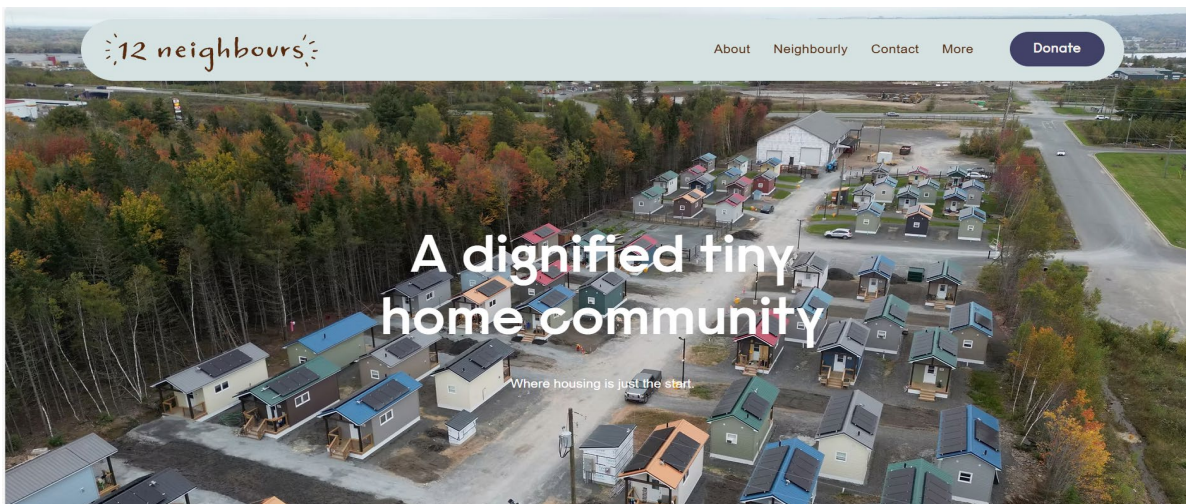 12 neighbours
About Neighbourly Contact More Donate
A dignified tiny
home community
Where housing is just the start.